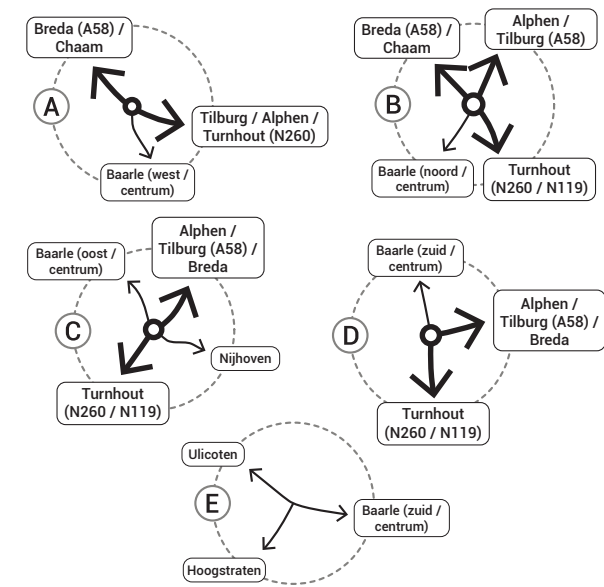 Breda (A58) /
Chaam
A
Tilburg / Alphen /
Turnhout (N260)
Baarle (west /
centrum)
Breda (A58) /
Chaam
Alphen /
Tilburg (A58)
B
Baarle (noord /
centrum)
Turnhout
(N260 / N119)
Baarle (oost /
centrum)
Alphen /
Tilburg (A58) /
Breda
C
Nijhoven
Turnhout
(N260 / N119)
Baarle (zuid /
centrum)
Alphen /
Tilburg (A58) /
Breda
D
Turnhout
(N260 / N119)
Ulicoten
E
Baarle (zuid /
centrum)
Hoogstraten